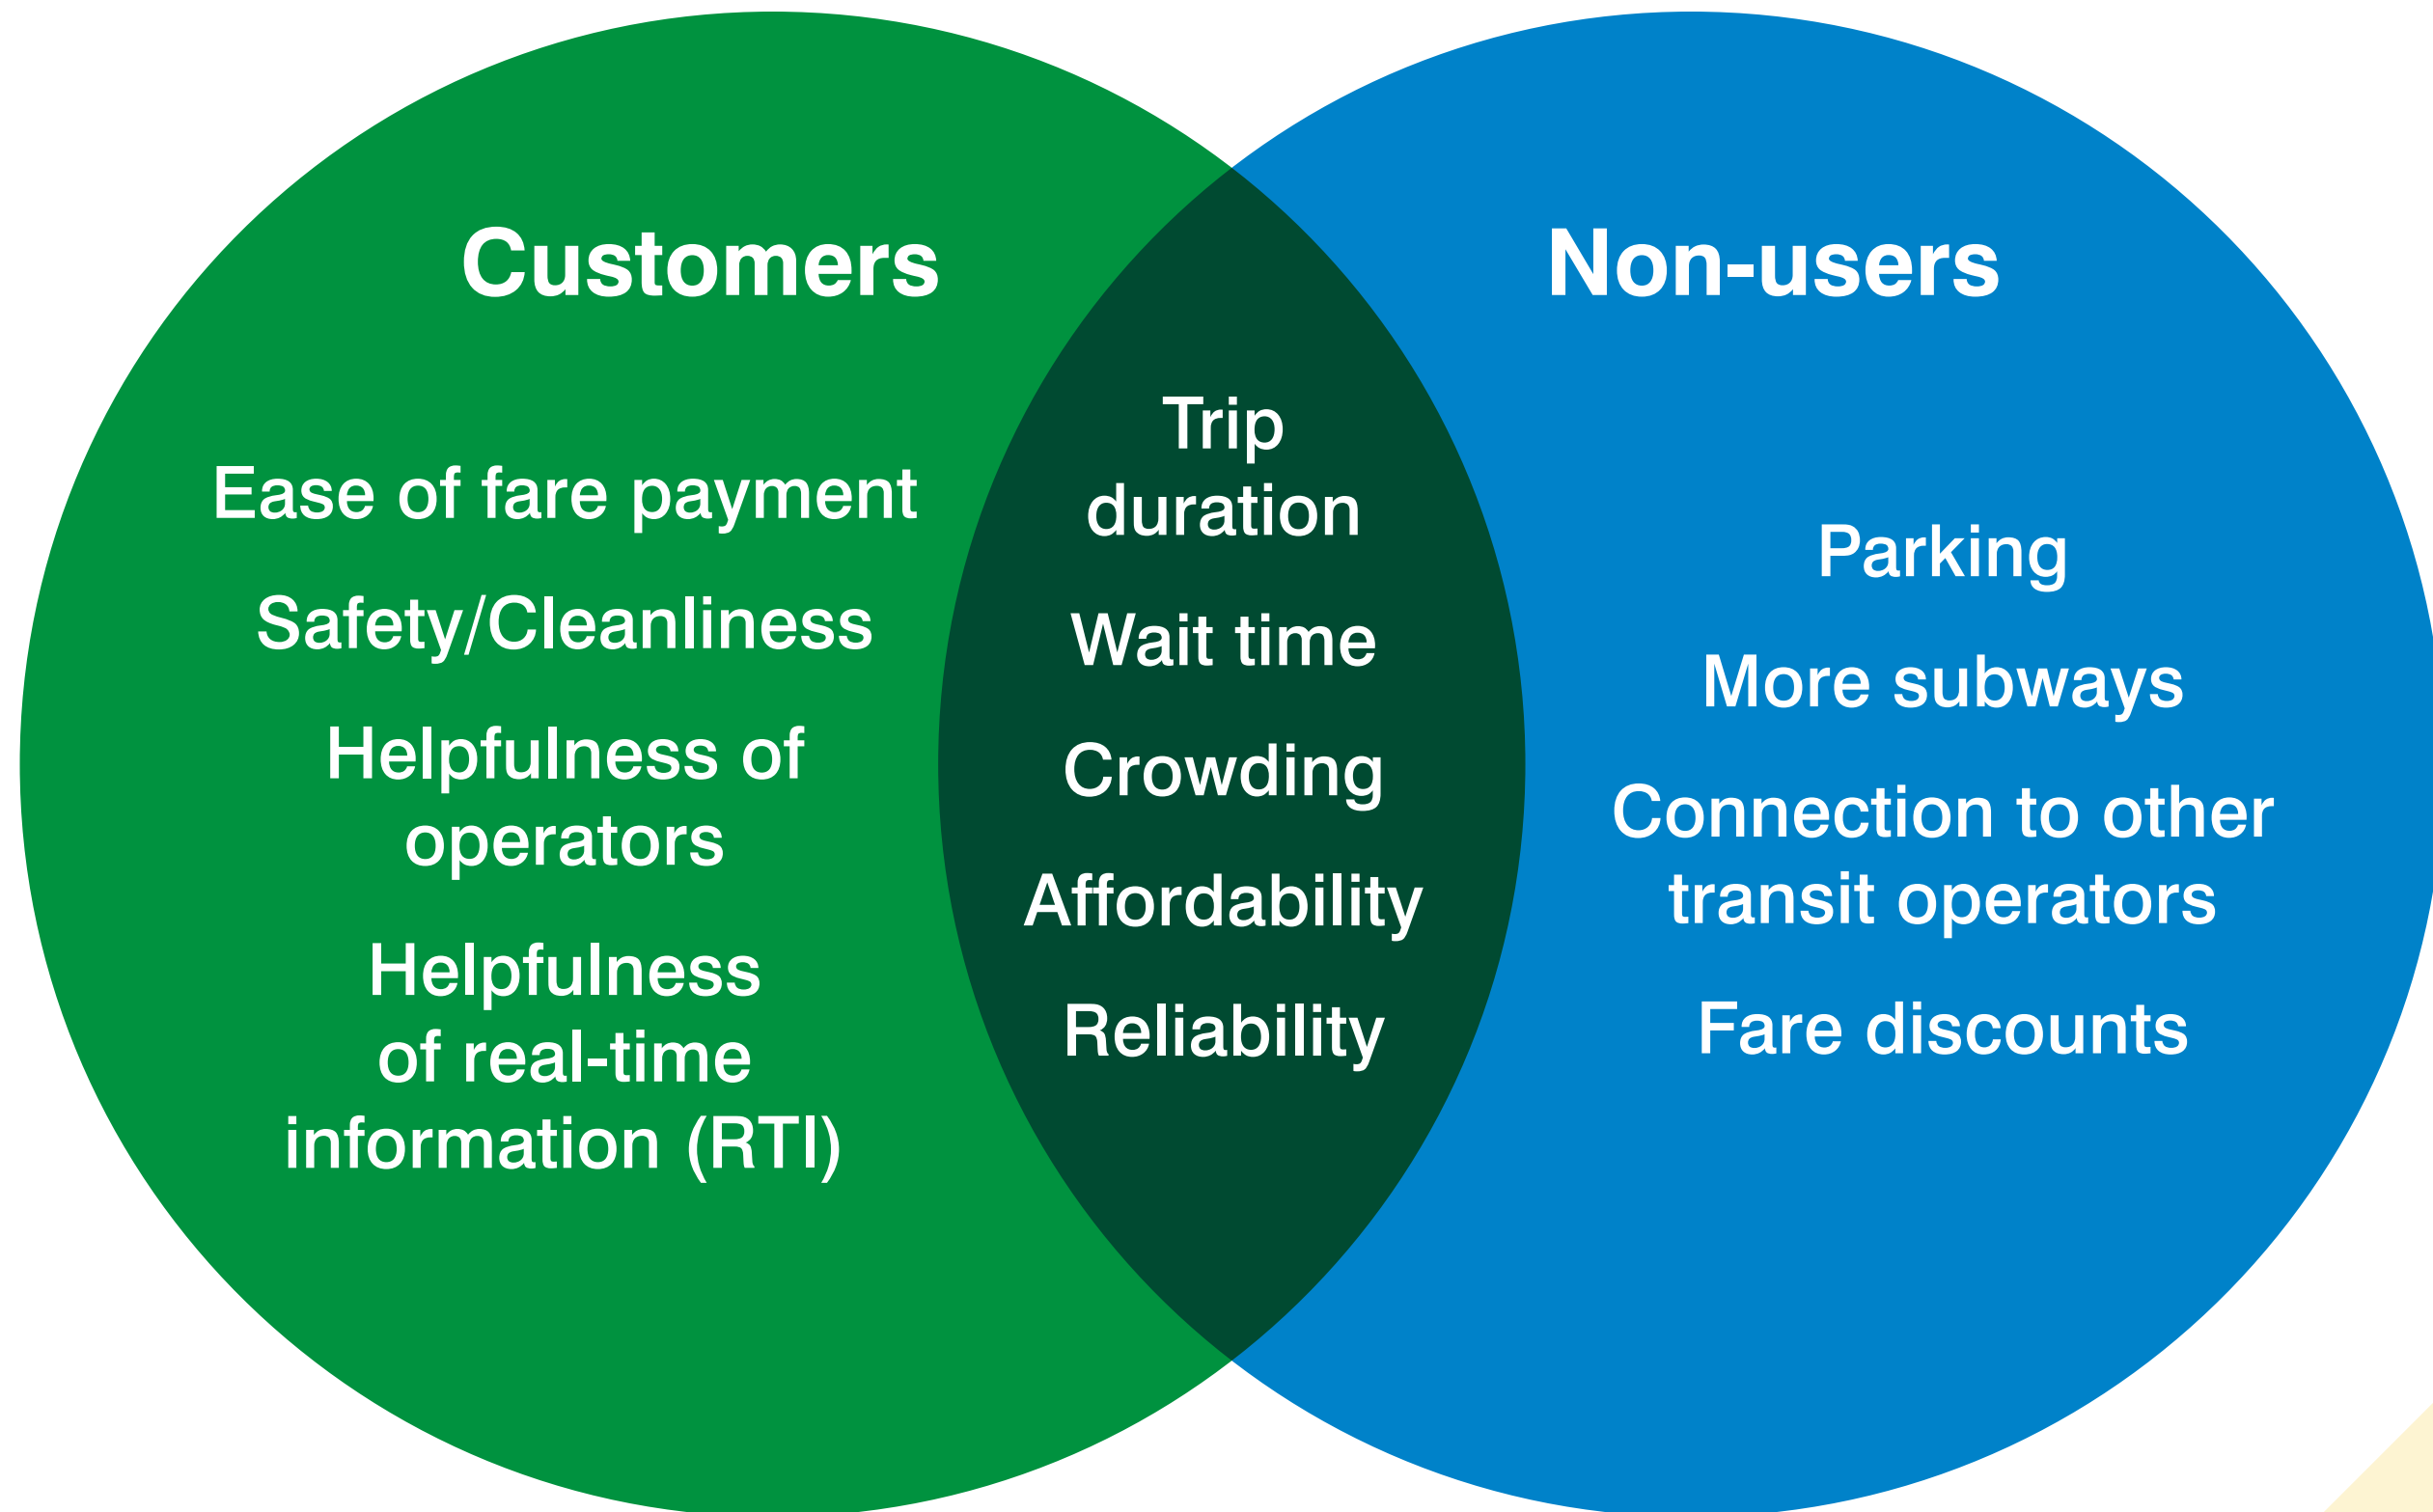 Customers
Ease of fare payment
Safety/Cleanliness
Helpfulness of
operators
Helpfulness
of real-time
information (RTI)
Trip
duration
Wait time
Crowding
Affordability
Reliability
Non-users
Parking
More subways
Connection to other
transit operators
Fare discounts